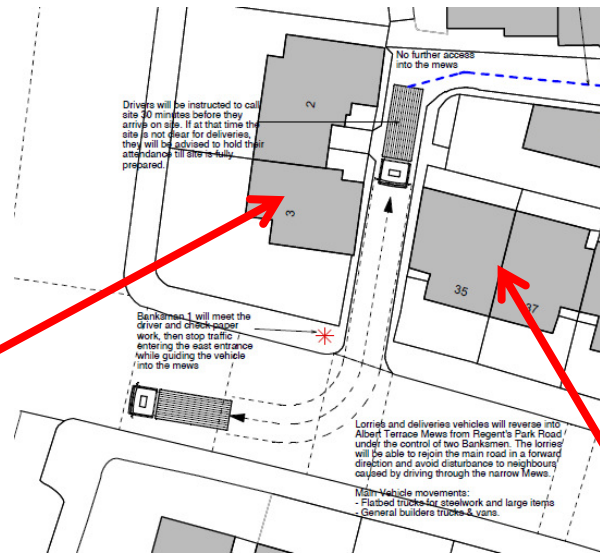 No further access
into the mews
Drivers will be instructed to call
site 30 minutes before they
arrive on site. If at that time the
site is not clear for deliveries,
they will be advised to hold their
attendance till site is fully
prepared.
2
3
35
37
Banksman 1 will meet the
driver and check paper
work, then stop traffic
entering the east entrance
while guiding the vehicle
into the mews
Lorries and deliveries vehicles will reverse into
Albert Terrace Mews from Regent's Park Road
under the control of two Banksmen. The lorries
will be able to rejoin the main road in a forward
direction and avoid disturbance to neighbours
caused by driving through the narrow Mews.
Main Vehicle movements:
- Flatbed trucks for steelwork and large items
- General builders trucks & vans.